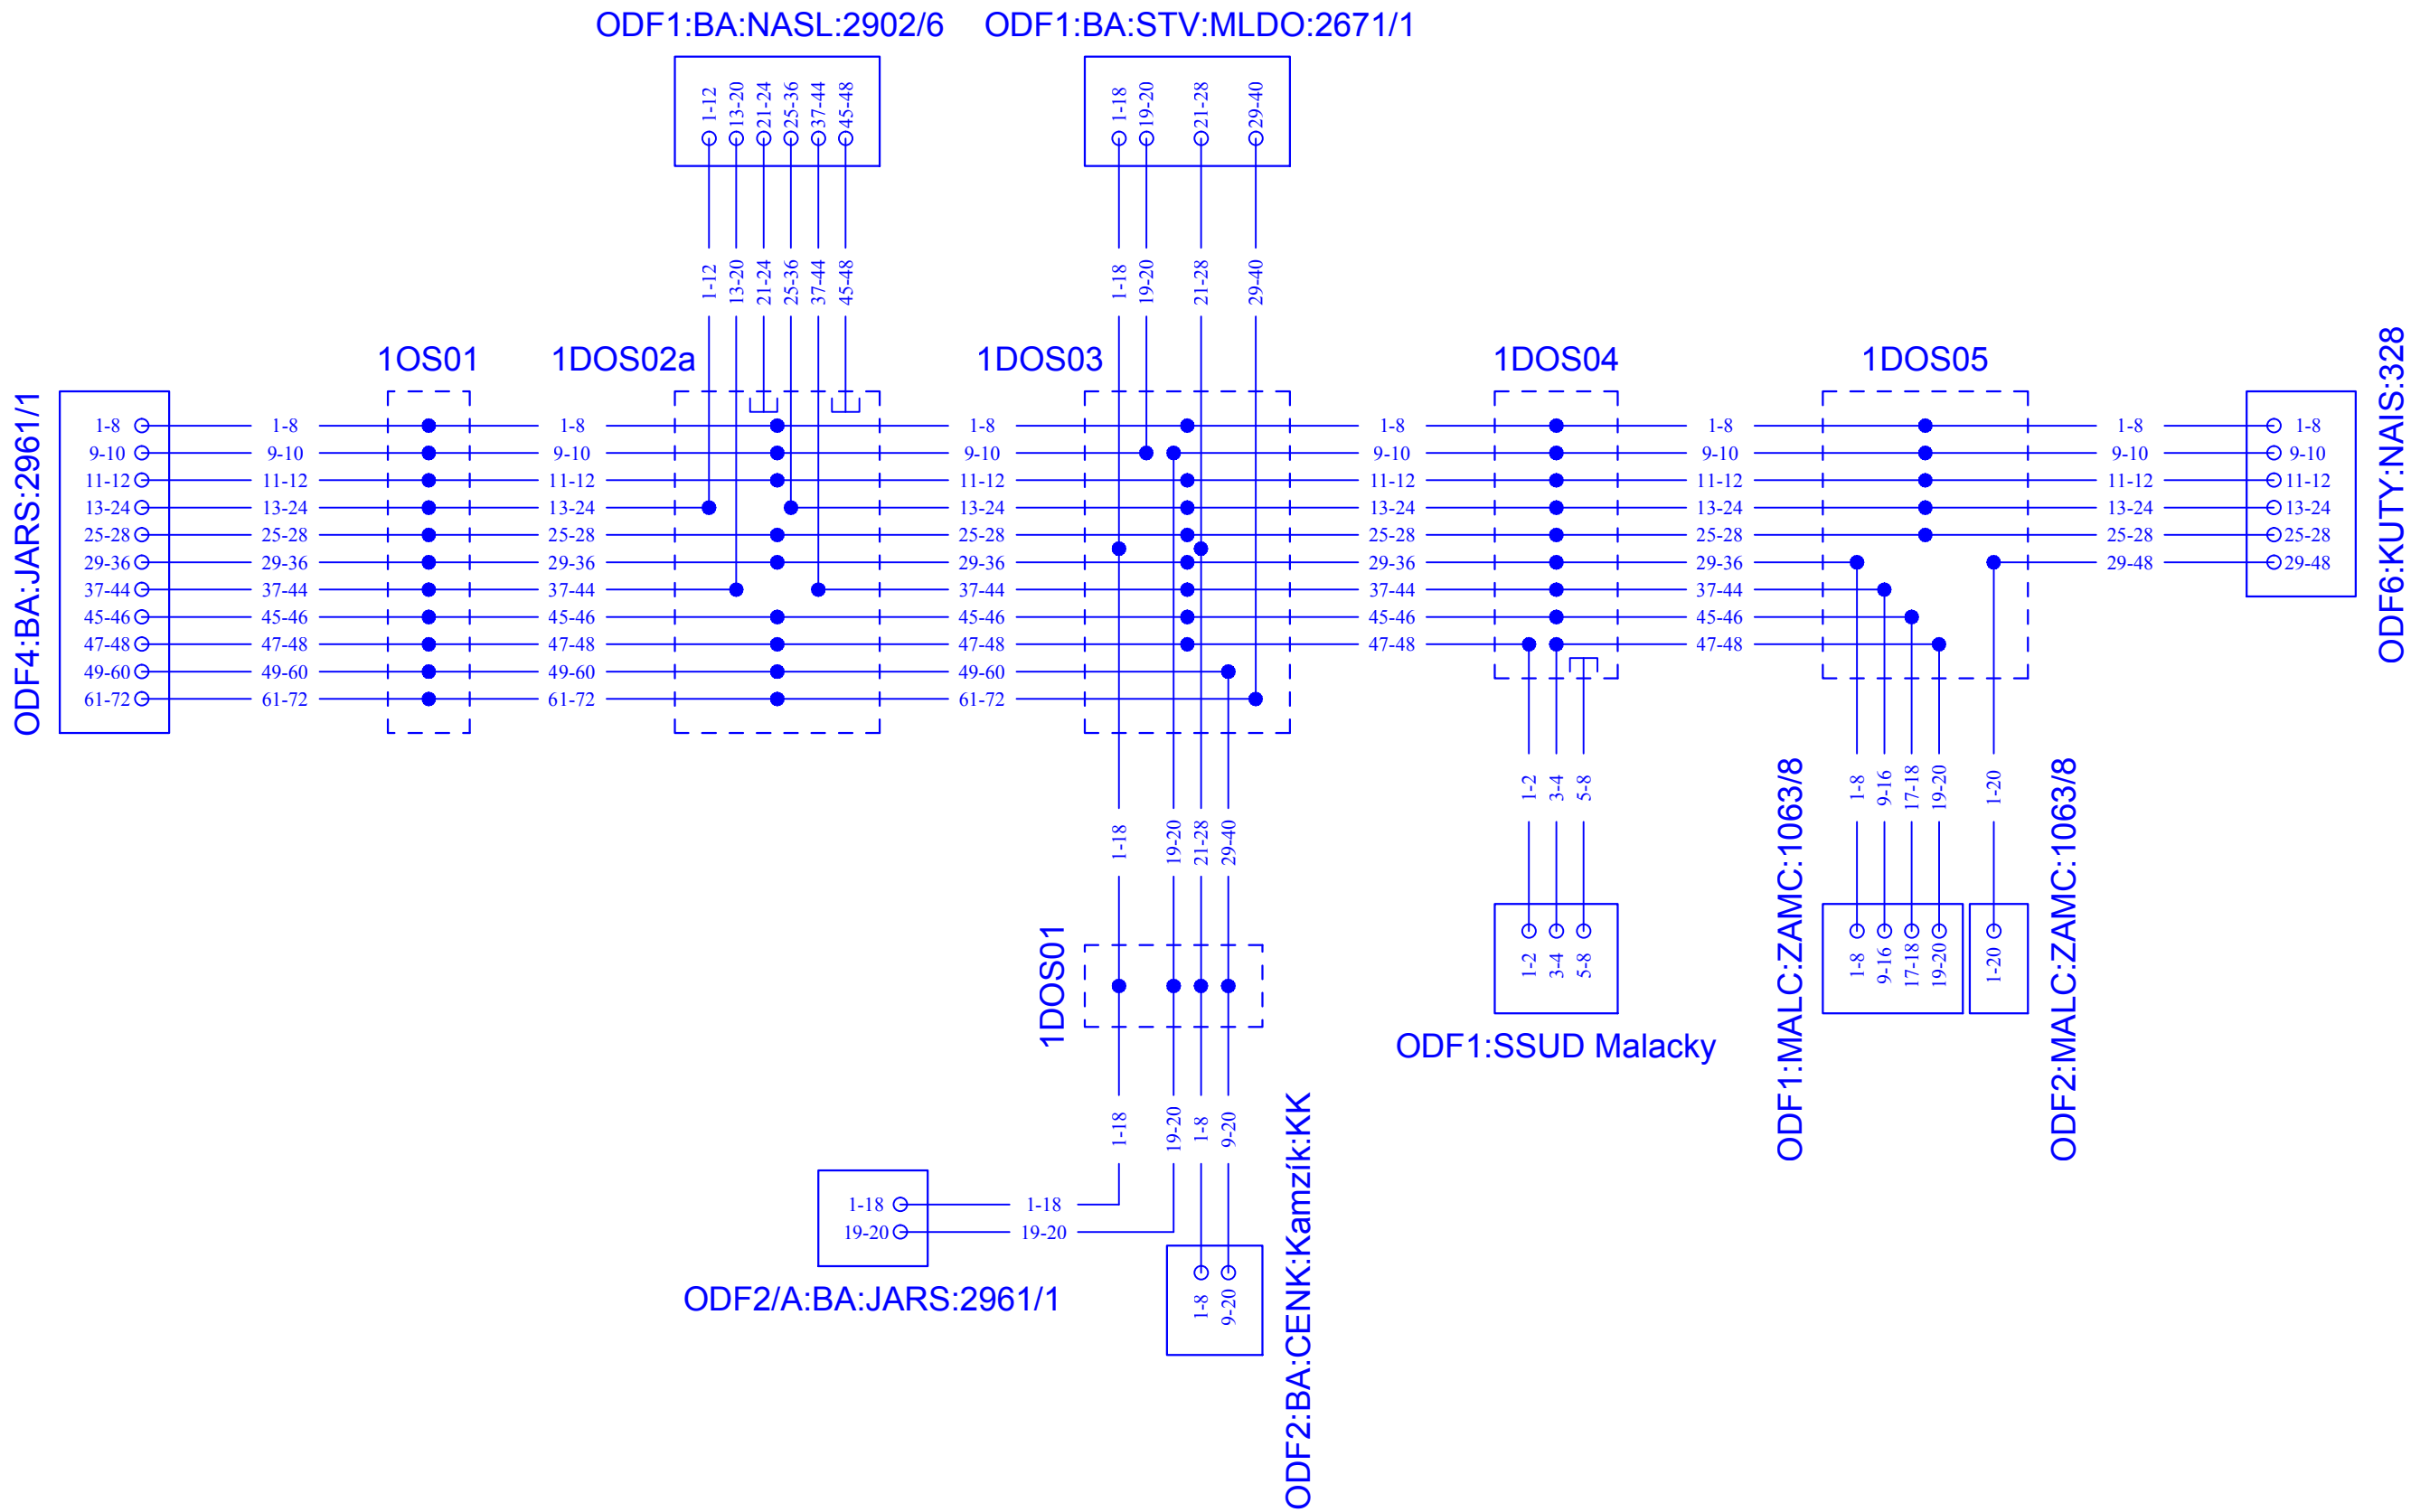 ODF1:BA:NASL:2902/6 ODF1:BA:STV:MLDO:2671/1
1-12 13-20 21-24 25-36 37-44 45-48 1-18 19-20 21-28 29-40
1-12 13-20 21-24 25-36 37-44 45-48 1-18 19-20 21-28 29-40
1OS01 1DOS02a 1DOS03 1DOS04 1DOS05
ODF4:BA:JARS:2961/1
ODF6:KUTY:NAIS:328
1-8 1-8 1-8 1-8 1-8 1-8 1-8 1-8
9-10 9-10 9-10 9-10 9-10 9-10 9-10 9-10
11-12 11-12 11-12 11-12 11-12 11-12 11-12 11-12
13-24 13-24 13-24 13-24 13-24 13-24 13-24 13-24
25-28 25-28 25-28 25-28 25-28 25-28 25-28 25-28
29-36 29-36 29-36 29-36 29-36 29-36 29-48 29-48
37-44 37-44 37-44 37-44 37-44 37-44
45-46 45-46 45-46 45-46 45-46 45-46
47-48 47-48 47-48 47-48 47-48 47-48
49-60 49-60 49-60 49-60
61-72 61-72 61-72 61-72
1-2 3-4 5-8 1-8 9-16 17-18 19-20 1-20
1-18 19-20 21-28 29-40
1DOS01
1-2 3-4 5-8 1-8 9-16 17-18 19-20 1-20
ODF1:SSUD Malacky
ODF1:MALC:ZAMC:1063/8
ODF2:MALC:ZAMC:1063/8
1-18 19-20 1-8 9-20
1-18 1-18
19-20 19-20
ODF2/A:BA:JARS:2961/1
1-8 9-20
ODF2:BA:CENK:Kamzík:KK